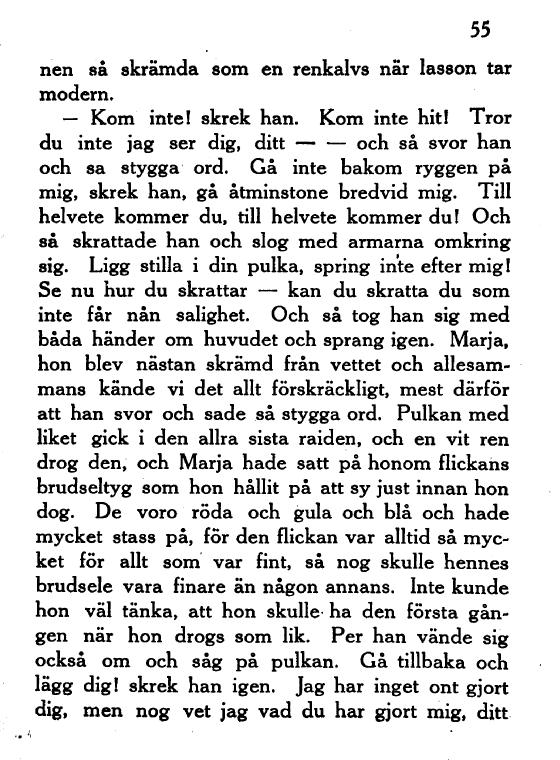 55
nen så skrämda som en renkalvs när lasson tar
modern.
— Kom inte! skrek han. Kom inte hit! Tror
du inte jag ser dig, ditt — — och så svor han
och sa stygga ord. Gå inte bakom ryggen på
mig, skrek han, gå åtminstone bredvid mig. Till
helvete kommer du, till helvete kommer du! Och
så skrattade han och slog med armarna omkring
sig. Ligg stilla i din pulka, spring inte efter mig!
Se nu hur du skrattar — kan du skratta du som
inte får nån salighet. Och så tog han sig med
båda händer om huvudet och sprang igen. Marja,
hon blev nästan skrämd från vettet och allesam-
mans kände vi det allt förskräckligt, mest därför
att han svor och sade så stygga ord. Pulkan med
liket gick i den allra sista raiden, och en vit ren
drog den, och Marja hade satt på honom flickans
brudseltyg som hon hållit på att sy just innan hon
dog. De voro röda och gula och blå och hade
mycket stass på, för den flickan var alltid så myc-
ket för allt som var fint, så nog skulle hennes
brudsele vara finare än någon annans. Inte kunde
hon väl tänka, att hon skulle ha den första gån-
gen när hon drogs som lik. Per han vände sig
också om och såg på pulkan. Gå tillbaka och
lägg dig! skrek han igen. Jag har inget ont gjort
dig, men nog vet jag vad du har gjort mig, ditt